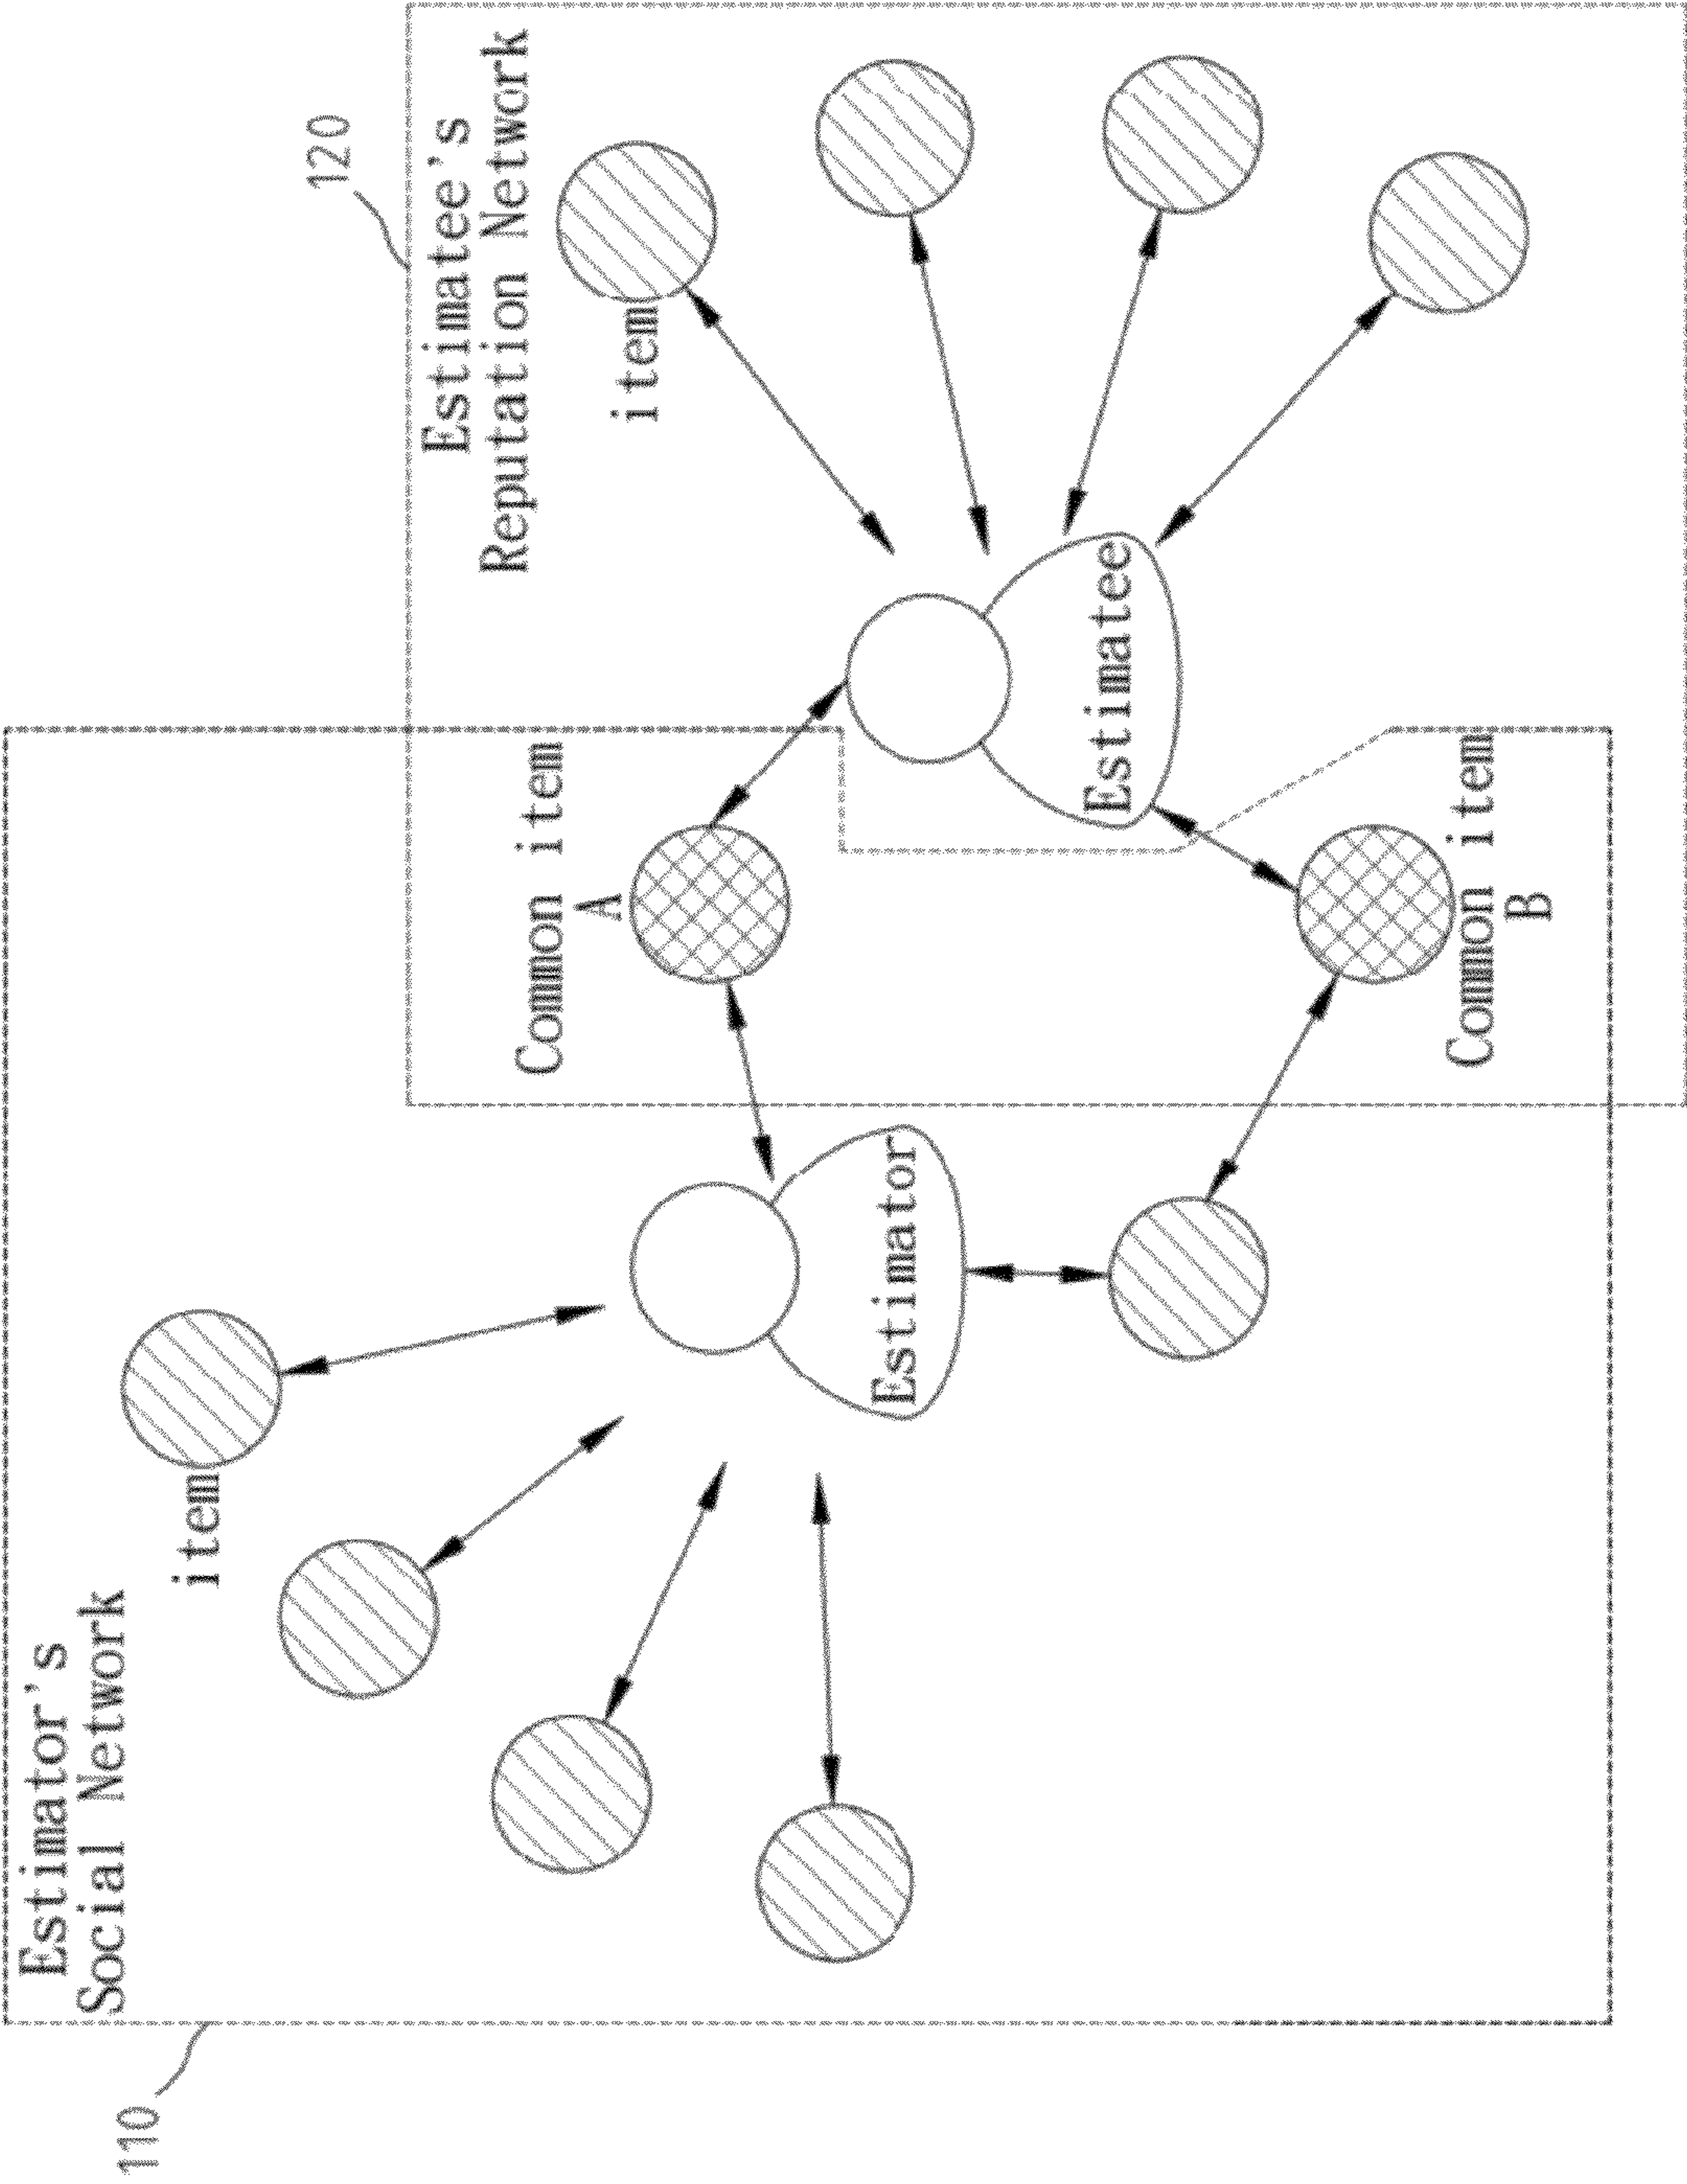 Estimator's
Social Network
110
item
Estimator
Common item
A
Common item
B
Estimatee's
Reputation Network
120
item
Estimatee